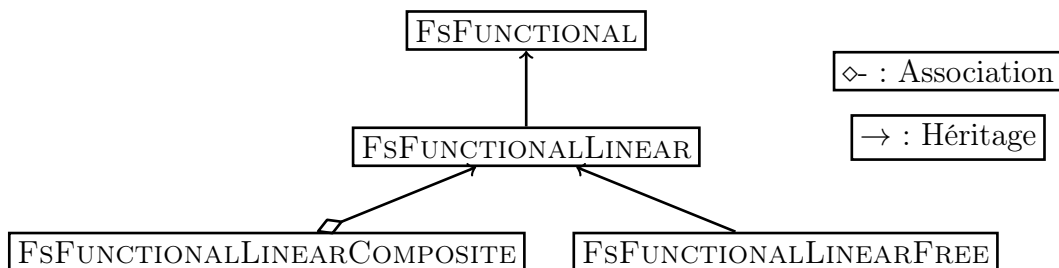 FSFUNCTIONAL
⋄- : Association
→ : Héritage
FSFUNCTIONALLINEAR
FSFUNCTIONALLINEARCOMPOSITE
FSFUNCTIONALLINEARFREE